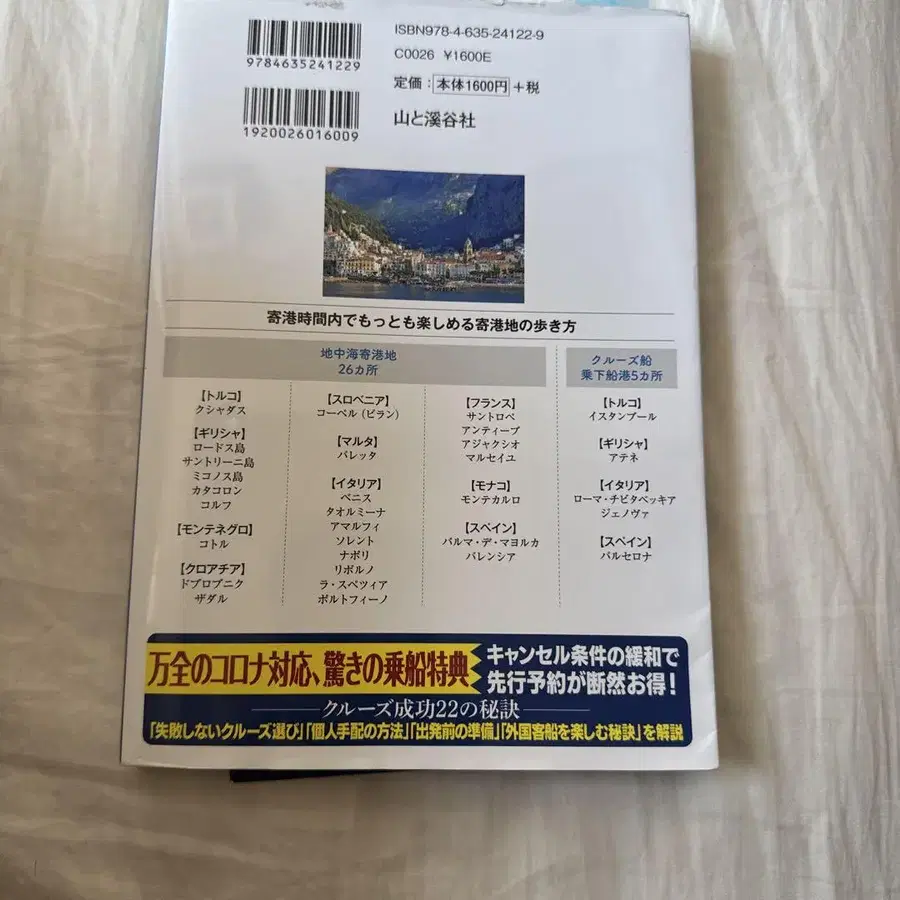 ISBN978-4-635-24122-9
C0026 ¥1600E
定価：本体1600円+税
山と溪谷社
9784635241229
1920026016009
寄港時間内でもっとも楽しめる寄港地の歩き方
地中海寄港地
26カ所
【トルコ】
クシャダス
【ギリシャ】
ロードス島
サントリーニ島
ミコノス島
カタコロン
コルフ
【モンテネグロ】
コトル
【クロアチア】
ドブロブニク
ザダル
【スロベニア】
コーペル（ピラン）
【マルタ】
バレッタ
【イタリア】
ベニス
タオルミーナ
アマルフィ
ソレント
ナポリ
リボルノ
ラ・スペツィア
ポルトフィーノ
【フランス】
サントロペ
アンティーブ
アジャクシオ
マルセイユ
【モナコ】
モンテカルロ
【スペイン】
パルマ・デ・マヨルカ
バレンシア
クルーズ船
乗下船港5カ所
【トルコ】
イスタンブール
【ギリシャ】
アテネ
【イタリア】
ローマ・チビタベッキア
ジェノヴァ
【スペイン】
バルセロナ
万全のコロナ対応、驚きの乗船特典
キャンセル条件の緩和で
先行予約が断然お得！
クルーズ成功22の秘訣
「失敗しないクルーズ選び」「個人手配の方法」「出発前の準備」「外国客船を楽しむ秘訣」を解説